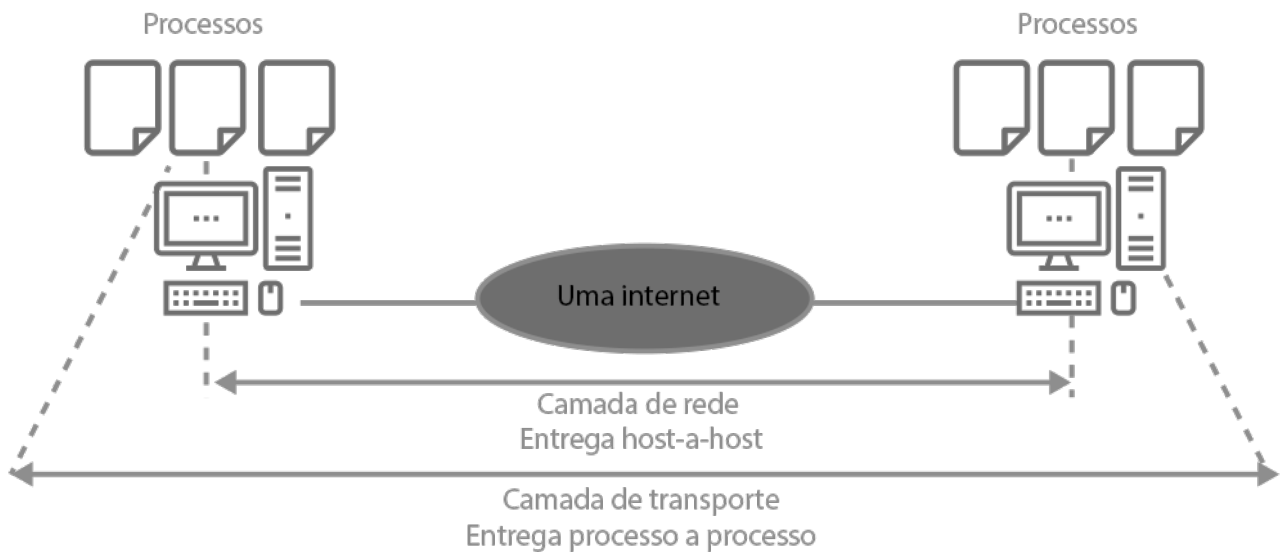 Processos
Processos
Uma internet
Camada de rede
Entrega host-a-host
Camada de transporte
Entrega processo a processo